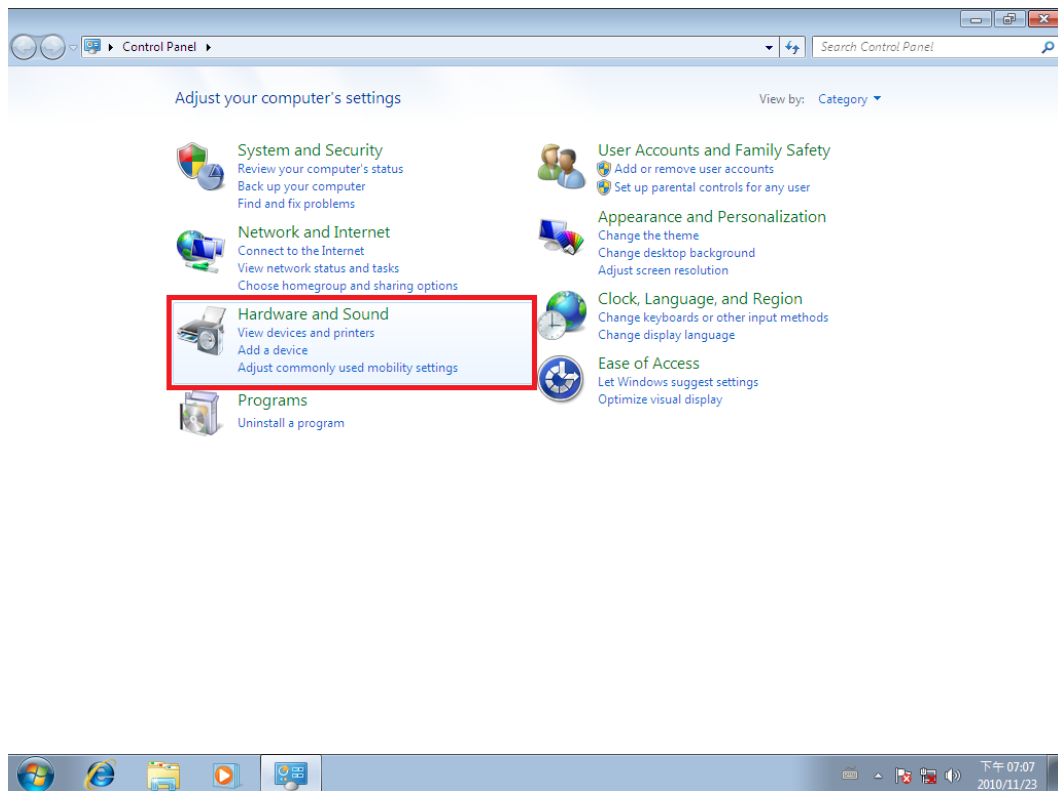 Control Panel
Search Control Panel
Adjust your computer's settings
View by: Category
System and Security
Review your computer's status
Back up your computer
Find and fix problems
Network and Internet
Connect to the Internet
View network status and tasks
Choose homegroup and sharing options
Hardware and Sound
View devices and printers
Add a device
Adjust commonly used mobility settings
Programs
Uninstall a program
User Accounts and Family Safety
Add or remove user accounts
Set up parental controls for any user
Appearance and Personalization
Change the theme
Change desktop background
Adjust screen resolution
Clock, Language, and Region
Change keyboards or other input methods
Change display language
Ease of Access
Let Windows suggest settings
Optimize visual display
下午 07:07
2010/11/23